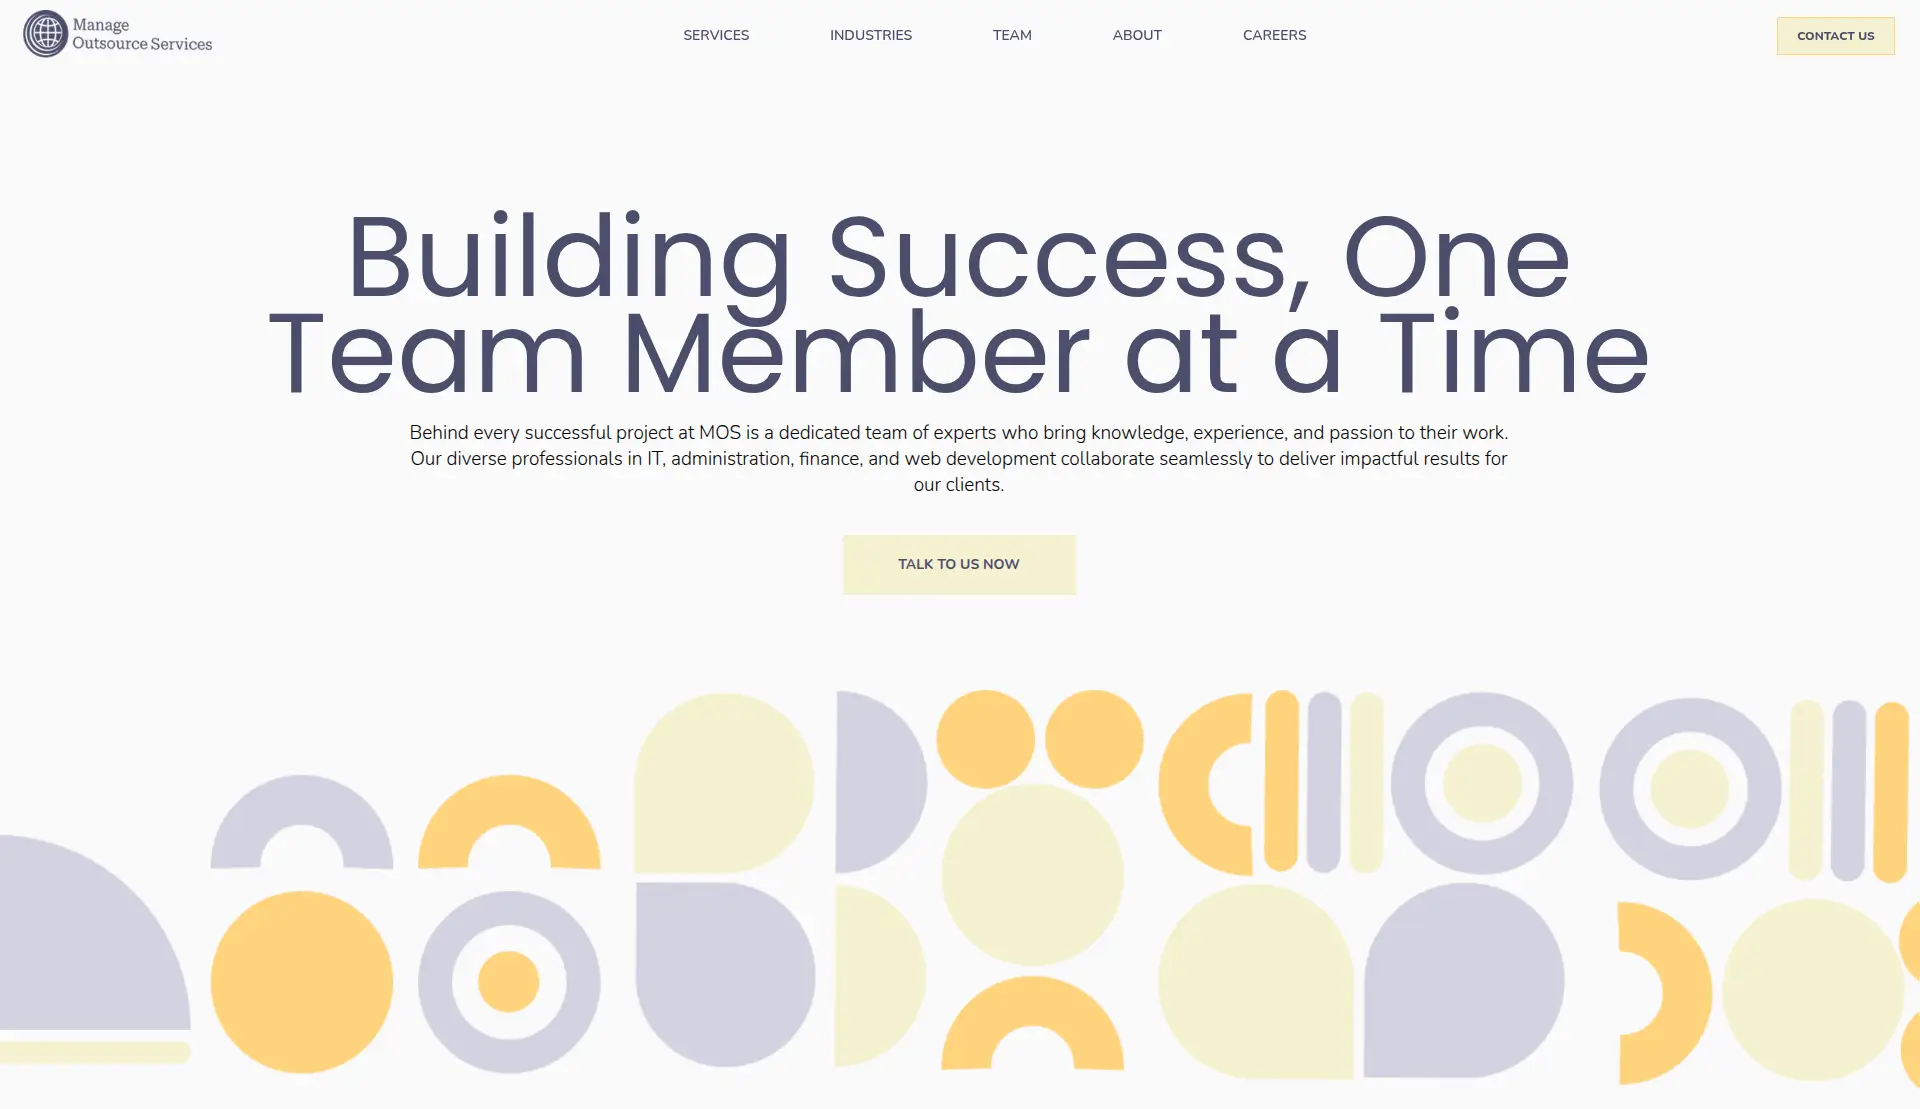 Manage
Outsource Services
SERVICES
INDUSTRIES
TEAM
ABOUT
CAREERS
CONTACT US
Building Success, One
Team Member at a Time
Behind every successful project at MOS is a dedicated team of experts who bring knowledge, experience, and passion to their work.
Our diverse professionals in IT, administration, finance, and web development collaborate seamlessly to deliver impactful results for
our clients.
TALK TO US NOW